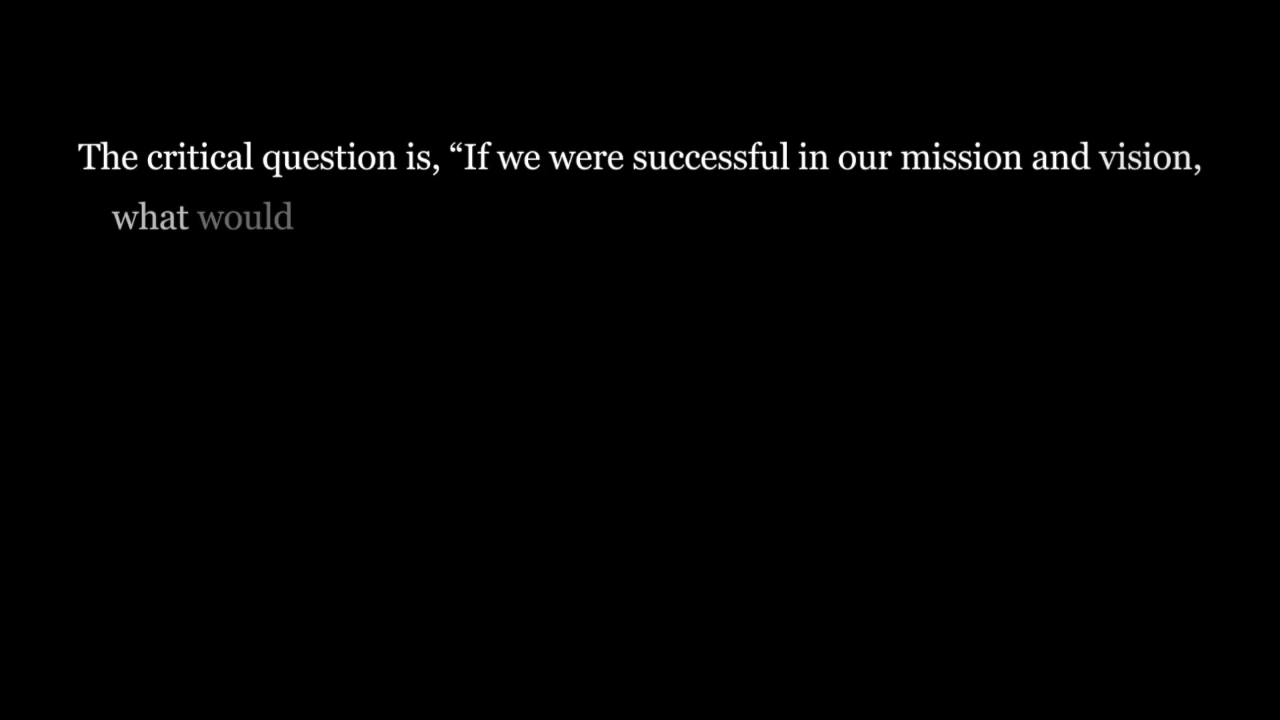 The critical question is, “If we were successful in our mission and vision,
what would